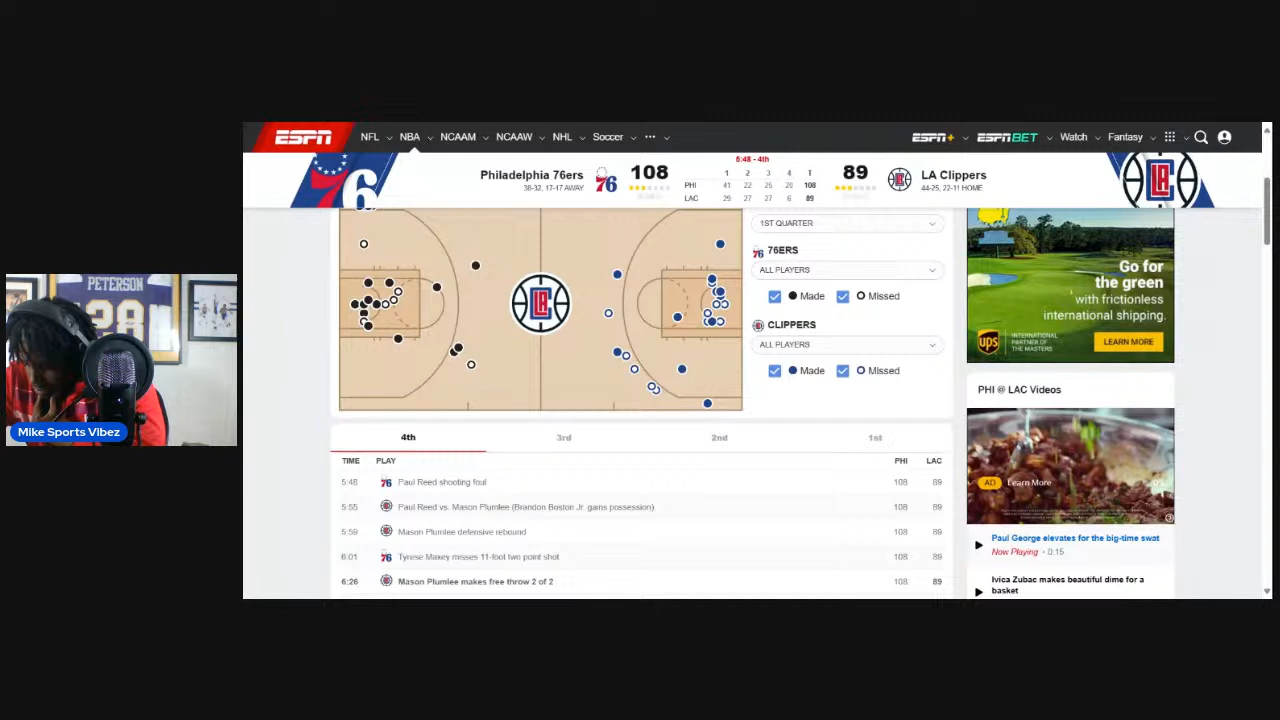 ESPN NFL NBA NCAAM NCAAW NHL Soccer ESPN+ ESPN BET Watch Fantasy
Philadelphia 76ers
38-32, 17-17 AWAY
76
108
5:48 - 4th
1 2 3 4 T
PHI 41 22 25 20 108
LAC 29 27 27 6 89
89
LA Clippers
44-25, 22-11 HOME
1ST QUARTER
76ERS
ALL PLAYERS
Made Missed
CLIPPERS
ALL PLAYERS
Made Missed
Go for
the green
with frictionless
international shipping.
ups
INTERNATIONAL
PARTNER OF
THE MASTERS
LEARN MORE
PETERSON
28
Mike Sports Vibez
4th 3rd 2nd 1st
TIME PLAY PHI LAC
5:48 Paul Reed shooting foul 108 89
5:55 Paul Reed vs. Mason Plumlee (Brandon Boston Jr. gains possession) 108 89
5:59 Mason Plumlee defensive rebound 108 89
6:01 Tyrese Maxey misses 11-foot two point shot 108 89
6:26 Mason Plumlee makes free throw 2 of 2 108 89
PHI @ LAC Videos
AD Learn More
Paul George elevates for the big-time swat
Now Playing • 0:15
Ivica Zubac makes beautiful dime for a
basket